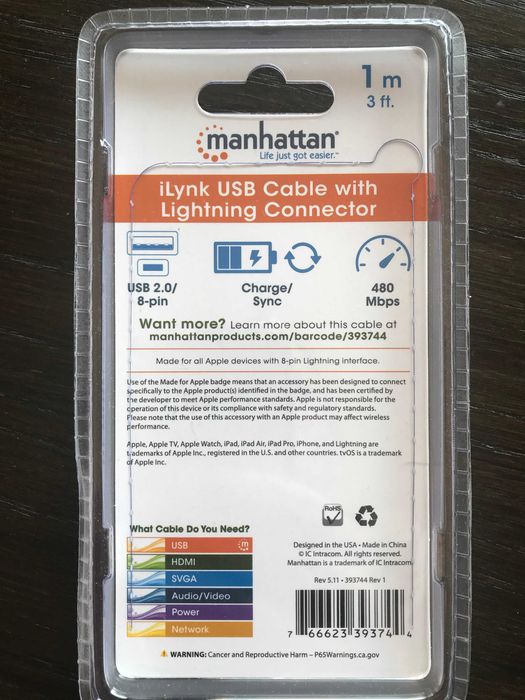 1 m
3 ft.
manhattan®
Life just got easier.™
iLynk USB Cable with
Lightning Connector
USB 2.0/
8-pin
Charge/
Sync
480
Mbps
Want more? Learn more about this cable at
manhattanproducts.com/barcode/393744
Made for all Apple devices with 8-pin Lightning interface.
Use of the Made for Apple badge means that an accessory has been designed to connect
specifically to the Apple product(s) identified in the badge, and has been certified by
the developer to meet Apple performance standards. Apple is not responsible for the
operation of this device or its compliance with safety and regulatory standards.
Please note that the use of this accessory with an Apple product may affect wireless
performance.
Apple, Apple TV, Apple Watch, iPad, iPad Air, iPad Pro, iPhone, and Lightning are
trademarks of Apple Inc., registered in the U.S. and other countries. tvOS is a trademark
of Apple Inc.
RoHS
What Cable Do You Need?
USB
m
HDMI
SVGA
Audio/Video
Power
Network
Designed in the USA • Made in China
© IC Intracom. All rights reserved.
Manhattan is a trademark of IC Intracom
Rev 5.11 • 393744 Rev 1
7 66623 39374 4
WARNING: Cancer and Reproductive Harm – P65Warnings.ca.gov